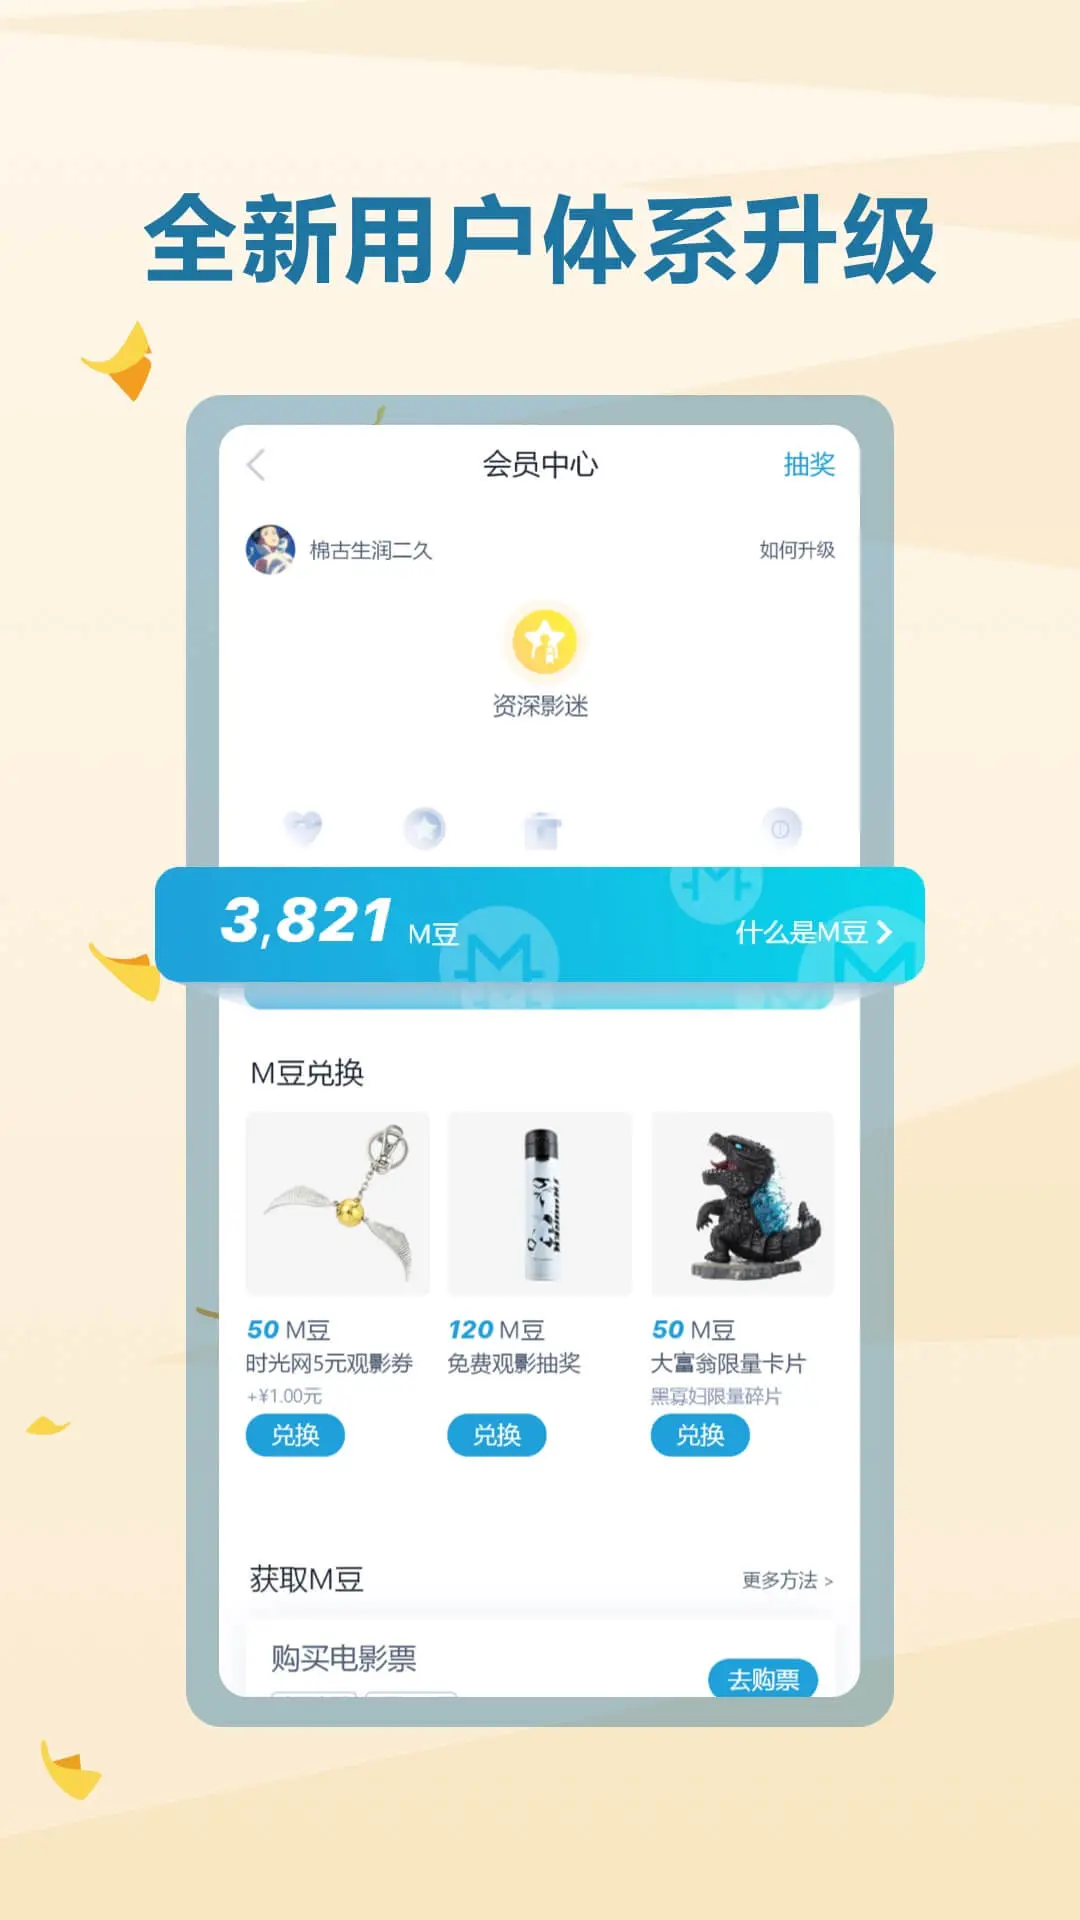 全新用户体系升级
会员中心
抽奖
棉古生润二久
如何升级
资深影迷
3,821 M豆
什么是M豆
M豆兑换
50 M豆
时光网5元观影券
+¥1.00元
兑换
120 M豆
免费观影抽奖
兑换
50 M豆
大富翁限量卡片
黑寡妇限量碎片
兑换
获取M豆
更多方法 >
购买电影票
去购票